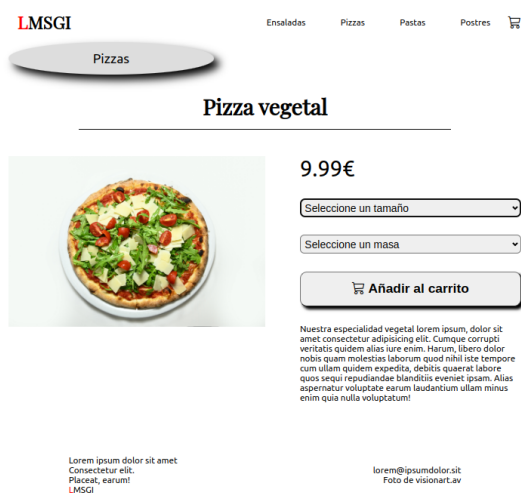 LMSGI
Ensaladas Pizzas Pastas Postres
Pizzas
Pizza vegetal
9.99€
Seleccione un tamaño
Seleccione un masa
Añadir al carrito
Nuestra especialidad vegetal lorem ipsum, dolor sit
amet consectetur adipisicing elit. Cumque corrupti
veritatis quidem alias iure enim. Harum, libero dolor
nobis quam molestias laborum quod nihil iste tempore
cum ullam quidem expedita, debitis quaerat labore
quos sequi repudiandae blanditiis eveniet ipsam. Alias
aspernatur voluptate earum laudantium ullam minus
enim quia nulla voluptatum!
Lorem ipsum dolor sit amet
Consectetur elit.
Placeat, earum!
LMSGI
lorem@ipsumdolor.sit
Foto de visionart.av